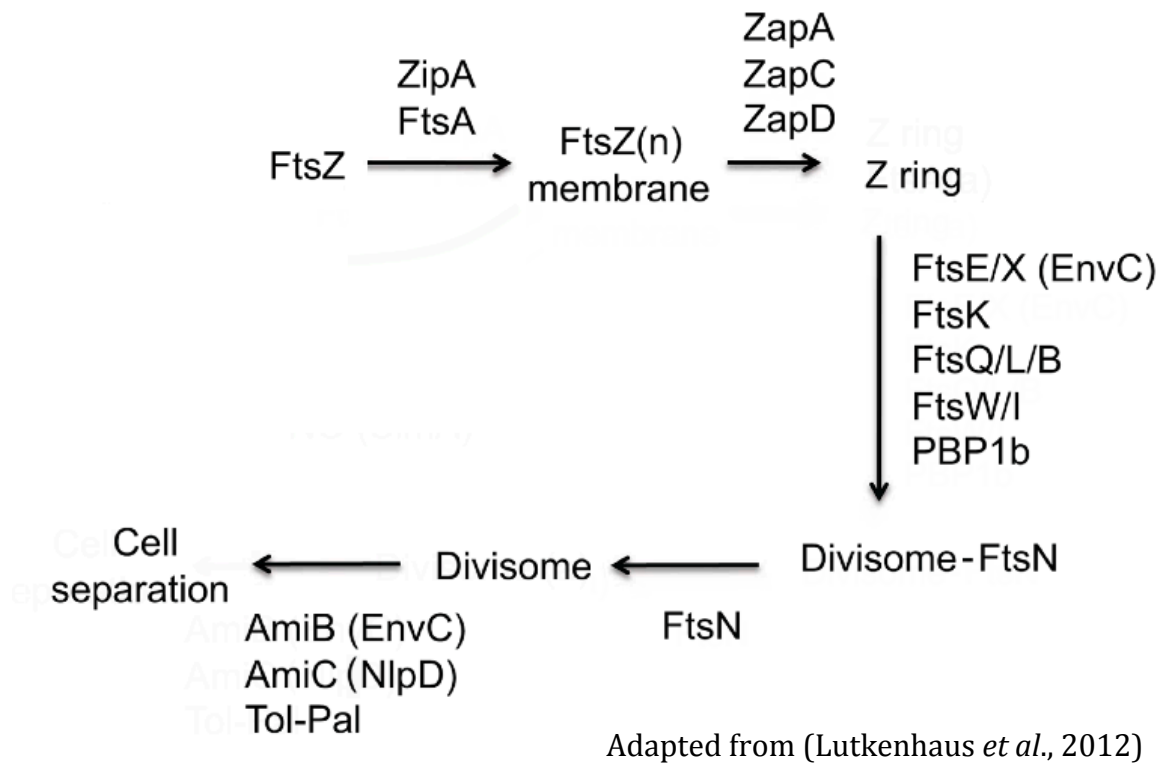 ZipA
FtsA
FtsZ
FtsZ(n)
membrane
ZapA
ZapC
ZapD
Z ring
FtsE/X (EnvC)
FtsK
FtsQ/L/B
FtsW/I
PBP1b
Divisome-FtsN
FtsN
Divisome
Cell
separation
AmiB (EnvC)
AmiC (NlpD)
Tol-Pal
Adapted from (Lutkenhaus et al., 2012)